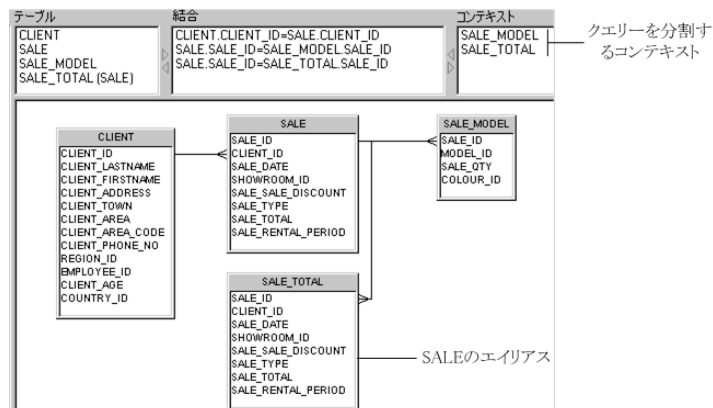 テーブル
結合
コンテキスト
CLIENT
SALE
SALE_MODEL
SALE_TOTAL (SALE)
CLIENT.CLIENT_ID=SALE.CLIENT_ID
SALE.SALE_ID=SALE_MODEL.SALE_ID
SALE.SALE_ID=SALE_TOTAL.SALE_ID
SALE_MODEL
SALE_TOTAL
クエリーを分割す
るコンテキスト
CLIENT
CLIENT_ID
CLIENT_LASTNAME
CLIENT_FIRSTNAME
CLIENT_ADDRESS
CLIENT_TOWN
CLIENT_AREA
CLIENT_AREA_CODE
CLIENT_PHONE_NO
REGION_ID
EMPLOYEE_ID
CLIENT_AGE
COUNTRY_ID
SALE
SALE_ID
CLIENT_ID
SALE_DATE
SHOWROOM_ID
SALE_SALE_DISCOUNT
SALE_TYPE
SALE_TOTAL
SALE_RENTAL_PERIOD
SALE_MODEL
SALE_ID
MODEL_ID
SALE_QTY
COLOUR_ID
SALE_TOTAL
SALE_ID
CLIENT_ID
SALE_DATE
SHOWROOM_ID
SALE_SALE_DISCOUNT
SALE_TYPE
SALE_TOTAL
SALE_RENTAL_PERIOD
SALEのエイリアス